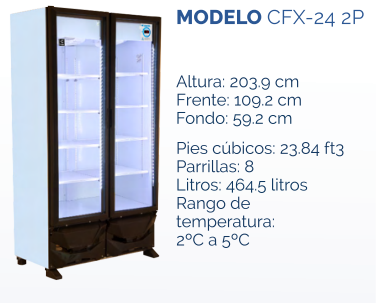 MODELO CFX-24 2P
Altura: 203.9 cm
Frente: 109.2 cm
Fondo: 59.2 cm
Pies cúbicos: 23.84 ft3
Parrillas: 8
Litros: 464.5 litros
Rango de
temperatura:
2ºC a 5ºC